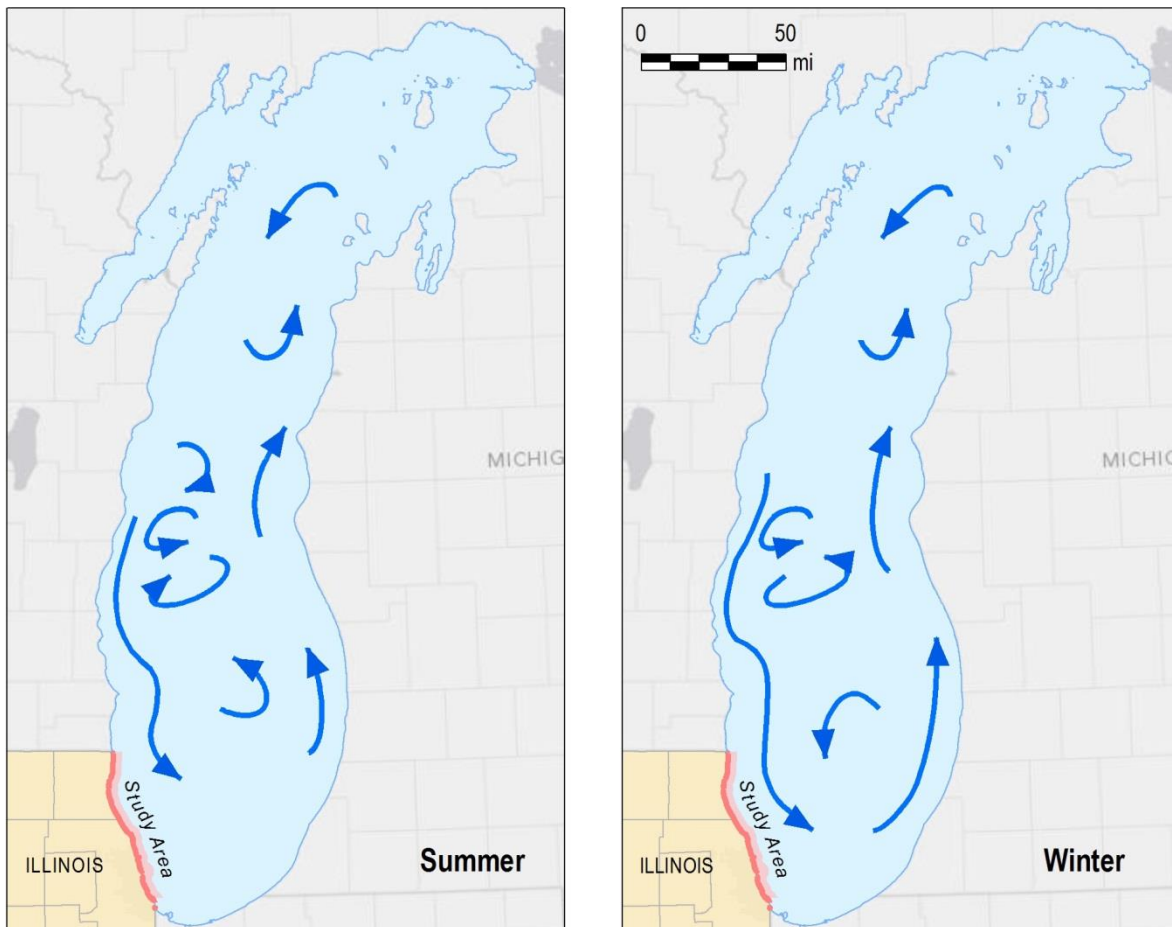 MICHIG
Study Area
ILLINOIS
Summer
0 50
mi
MICHIG
Study Area
ILLINOIS
Winter